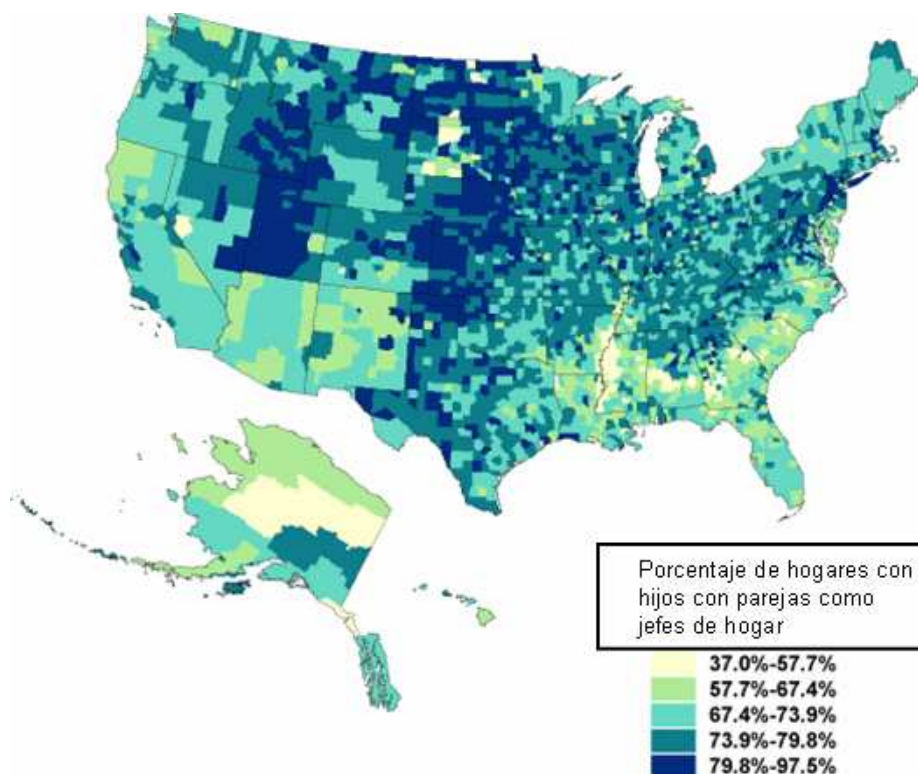 Porcentaje de hogares con
hijos con parejas como
jefes de hogar
37.0%-57.7%
57.7%-67.4%
67.4%-73.9%
73.9%-79.8%
79.8%-97.5%